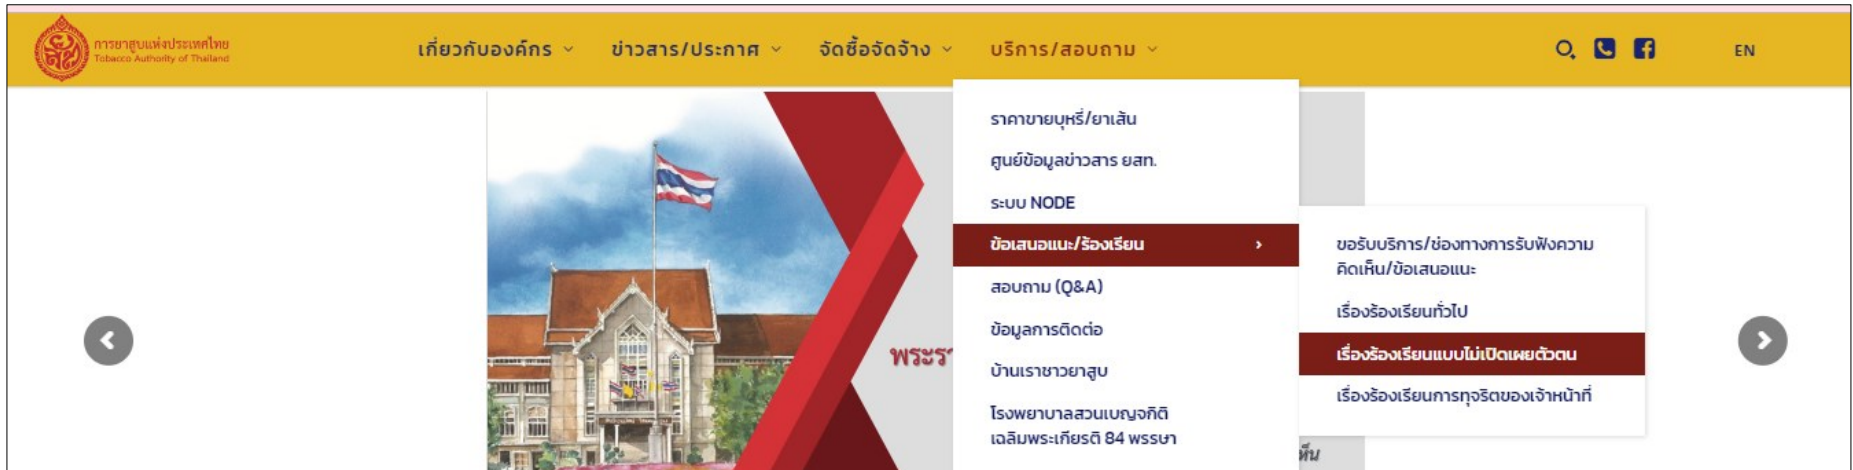 การยาสูบแห่งประเทศไทย
Tobacco Authority of Thailand
เกี่ยวกับองค์กร
ข่าวสาร/ประกาศ
จัดซื้อจัดจ้าง
บริการ/สอบถาม
EN
ราคาขายบุหรี่/ยาเส้น
ศูนย์ข้อมูลข่าวสาร ยสท.
ระบบ NODE
ข้อเสนอแนะ/ร้องเรียน
สอบถาม (Q&A)
ข้อมูลการติดต่อ
บ้านเราชาวยาสูบ
โรงพยาบาลสวนเบญจกิติ
เฉลิมพระเกียรติ 84 พรรษา
ขอรับบริการ/ช่องทางการรับฟังความ
คิดเห็น/ข้อเสนอแนะ
เรื่องร้องเรียนทั่วไป
เรื่องร้องเรียนแบบไม่เปิดเผยตัวตน
เรื่องร้องเรียนการทุจริตของเจ้าหน้าที่
พระรา